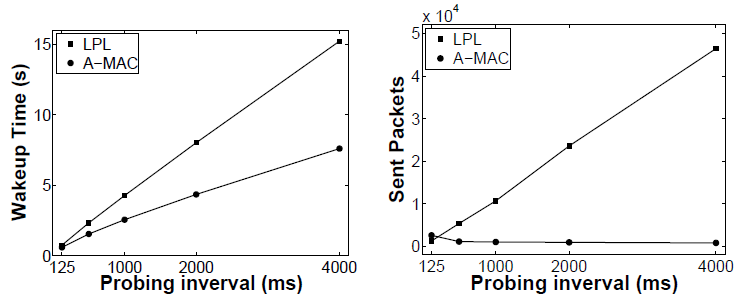 LPL
A-MAC
Wakeup Time (s)
15
10
5
0
125
1000
2000
4000
Probing inverval (ms)
x 10^4
LPL
A-MAC
Sent Packets
5
4
3
2
1
0
125
1000
2000
4000
Probing inverval (ms)